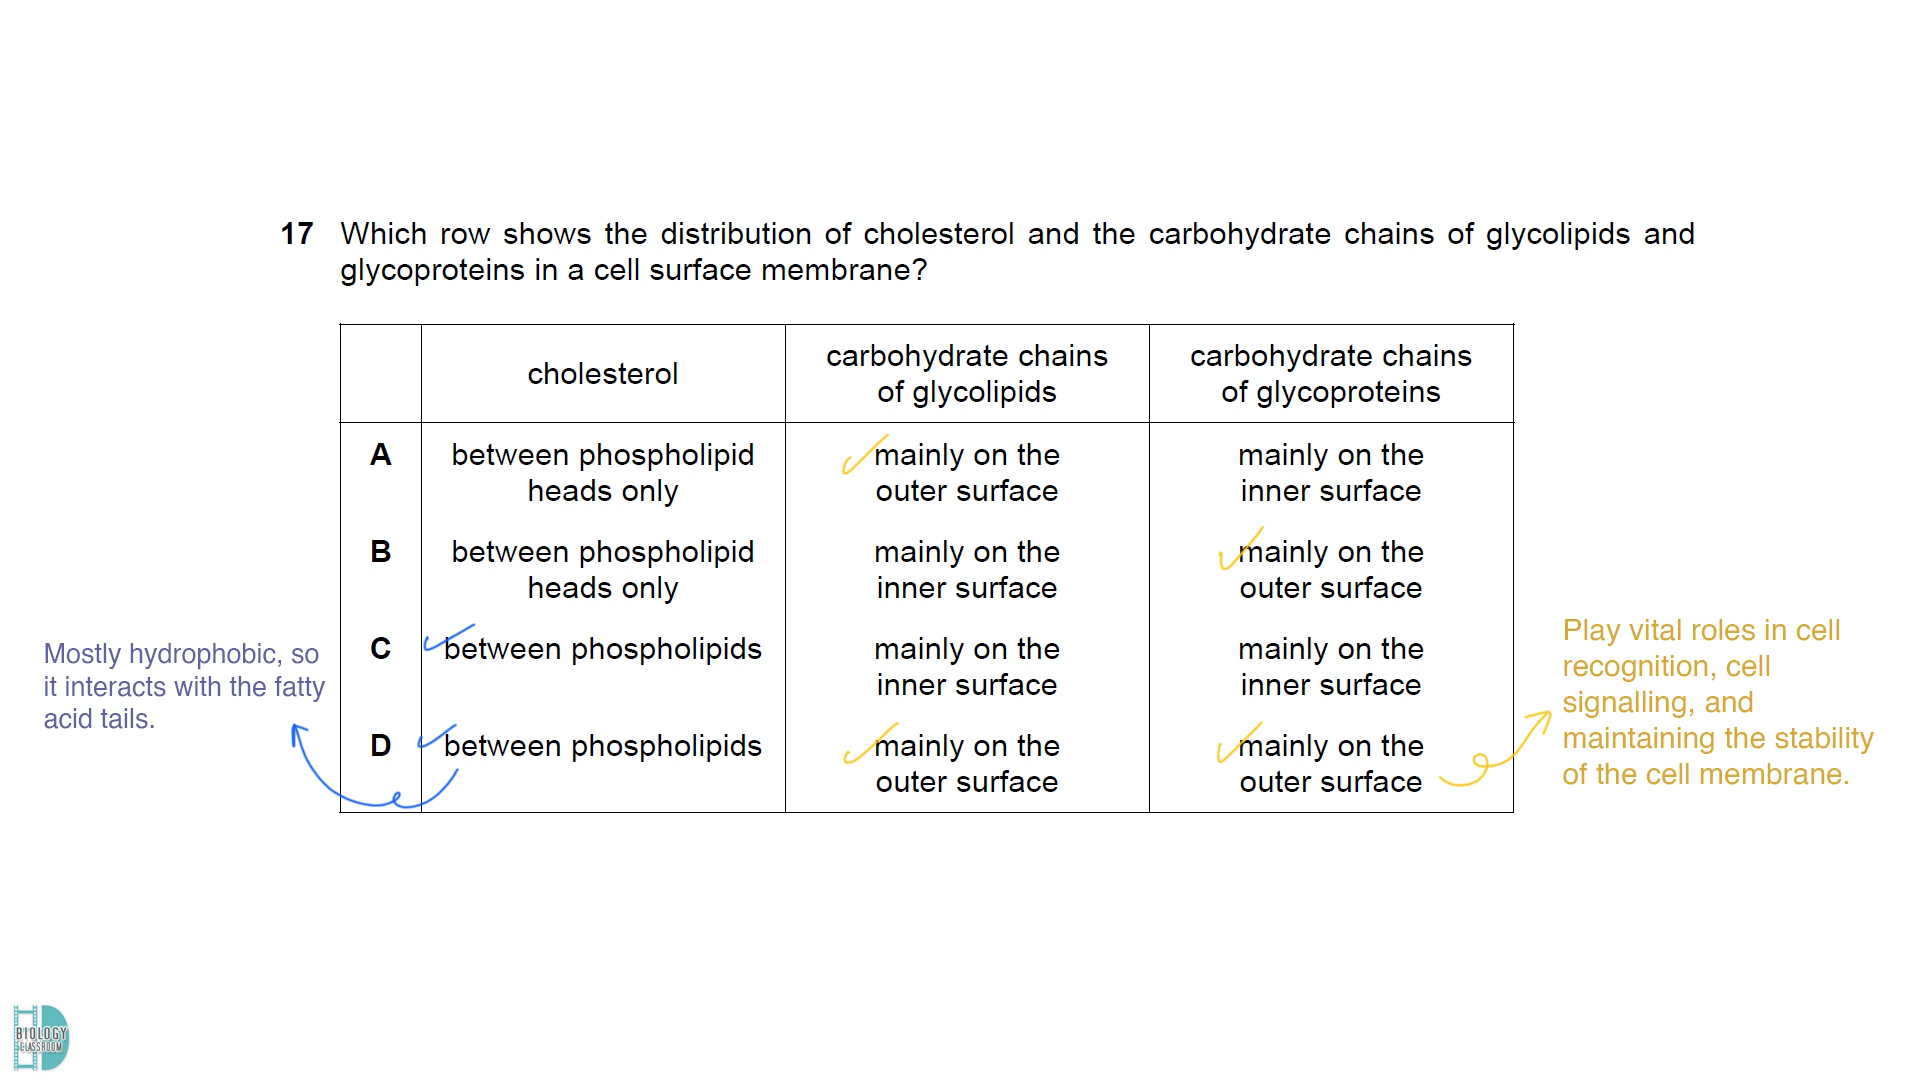 17 Which row shows the distribution of cholesterol and the carbohydrate chains of glycolipids and
glycoproteins in a cell surface membrane?
cholesterol
carbohydrate chains
of glycolipids
carbohydrate chains
of glycoproteins
A
between phospholipid
heads only
mainly on the
outer surface
mainly on the
inner surface
B
between phospholipid
heads only
mainly on the
inner surface
mainly on the
outer surface
C
between phospholipids
mainly on the
inner surface
mainly on the
inner surface
D
between phospholipids
mainly on the
outer surface
mainly on the
outer surface
Mostly hydrophobic, so
it interacts with the fatty
acid tails.
Play vital roles in cell
recognition, cell
signalling, and
maintaining the stability
of the cell membrane.
BIOLOGY
CLASSROOM